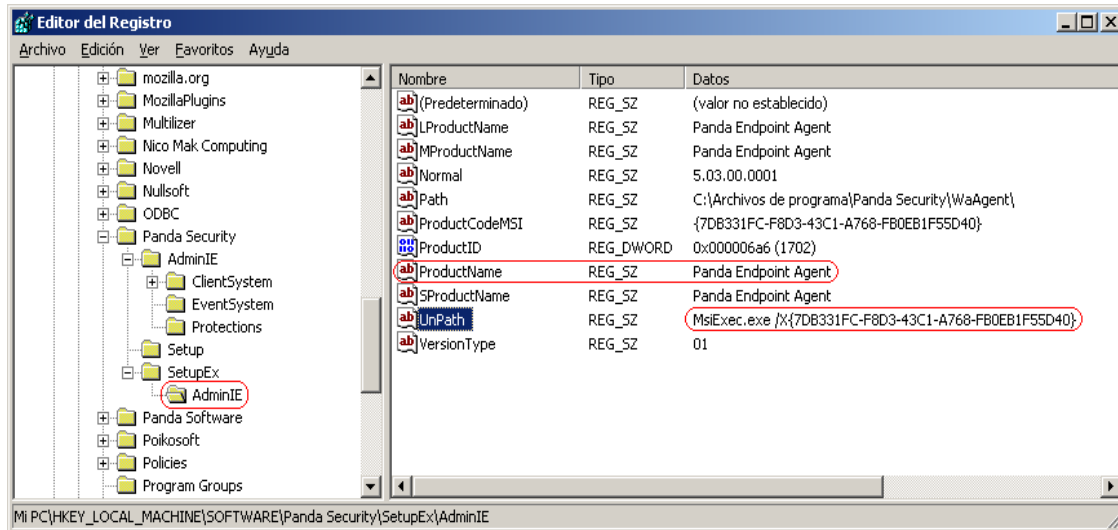 Editor del Registro
Archivo Edición Ver Favoritos Ayuda
mozilla.org
MozillaPlugins
Multilizer
Nico Mak Computing
Novell
Nullsoft
ODBC
Panda Security
AdminIE
ClientSystem
EventSystem
Protections
Setup
SetupEx
AdminIE
Panda Software
Poikosoft
Policies
Program Groups
Nombre Tipo Datos
(Predeterminado) REG_SZ (valor no establecido)
LProductName REG_SZ Panda Endpoint Agent
MProductName REG_SZ Panda Endpoint Agent
Normal REG_SZ 5.03.00.0001
Path REG_SZ C:\Archivos de programa\Panda Security\WaAgent\
ProductCodeMSI REG_SZ {7DB331FC-F8D3-43C1-A768-FB0EB1F55D40}
ProductID REG_DWORD 0x000006a6 (1702)
ProductName REG_SZ Panda Endpoint Agent
SProductName REG_SZ Panda Endpoint Agent
UnPath REG_SZ MsiExec.exe /X{7DB331FC-F8D3-43C1-A768-FB0EB1F55D40}
VersionType REG_SZ 01
Mi PC\HKEY_LOCAL_MACHINE\SOFTWARE\Panda Security\SetupEx\AdminIE